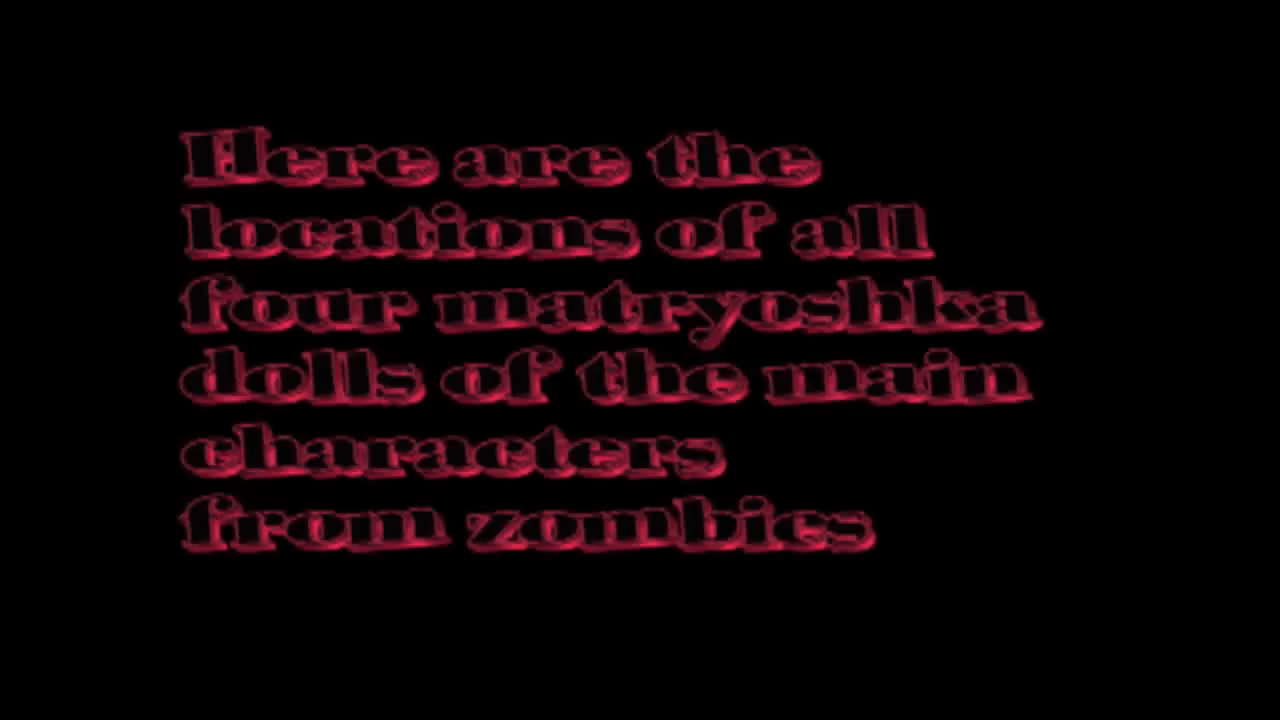 Here are the
locations of all
four matryoshka
dolls of the main
characters
from zombies